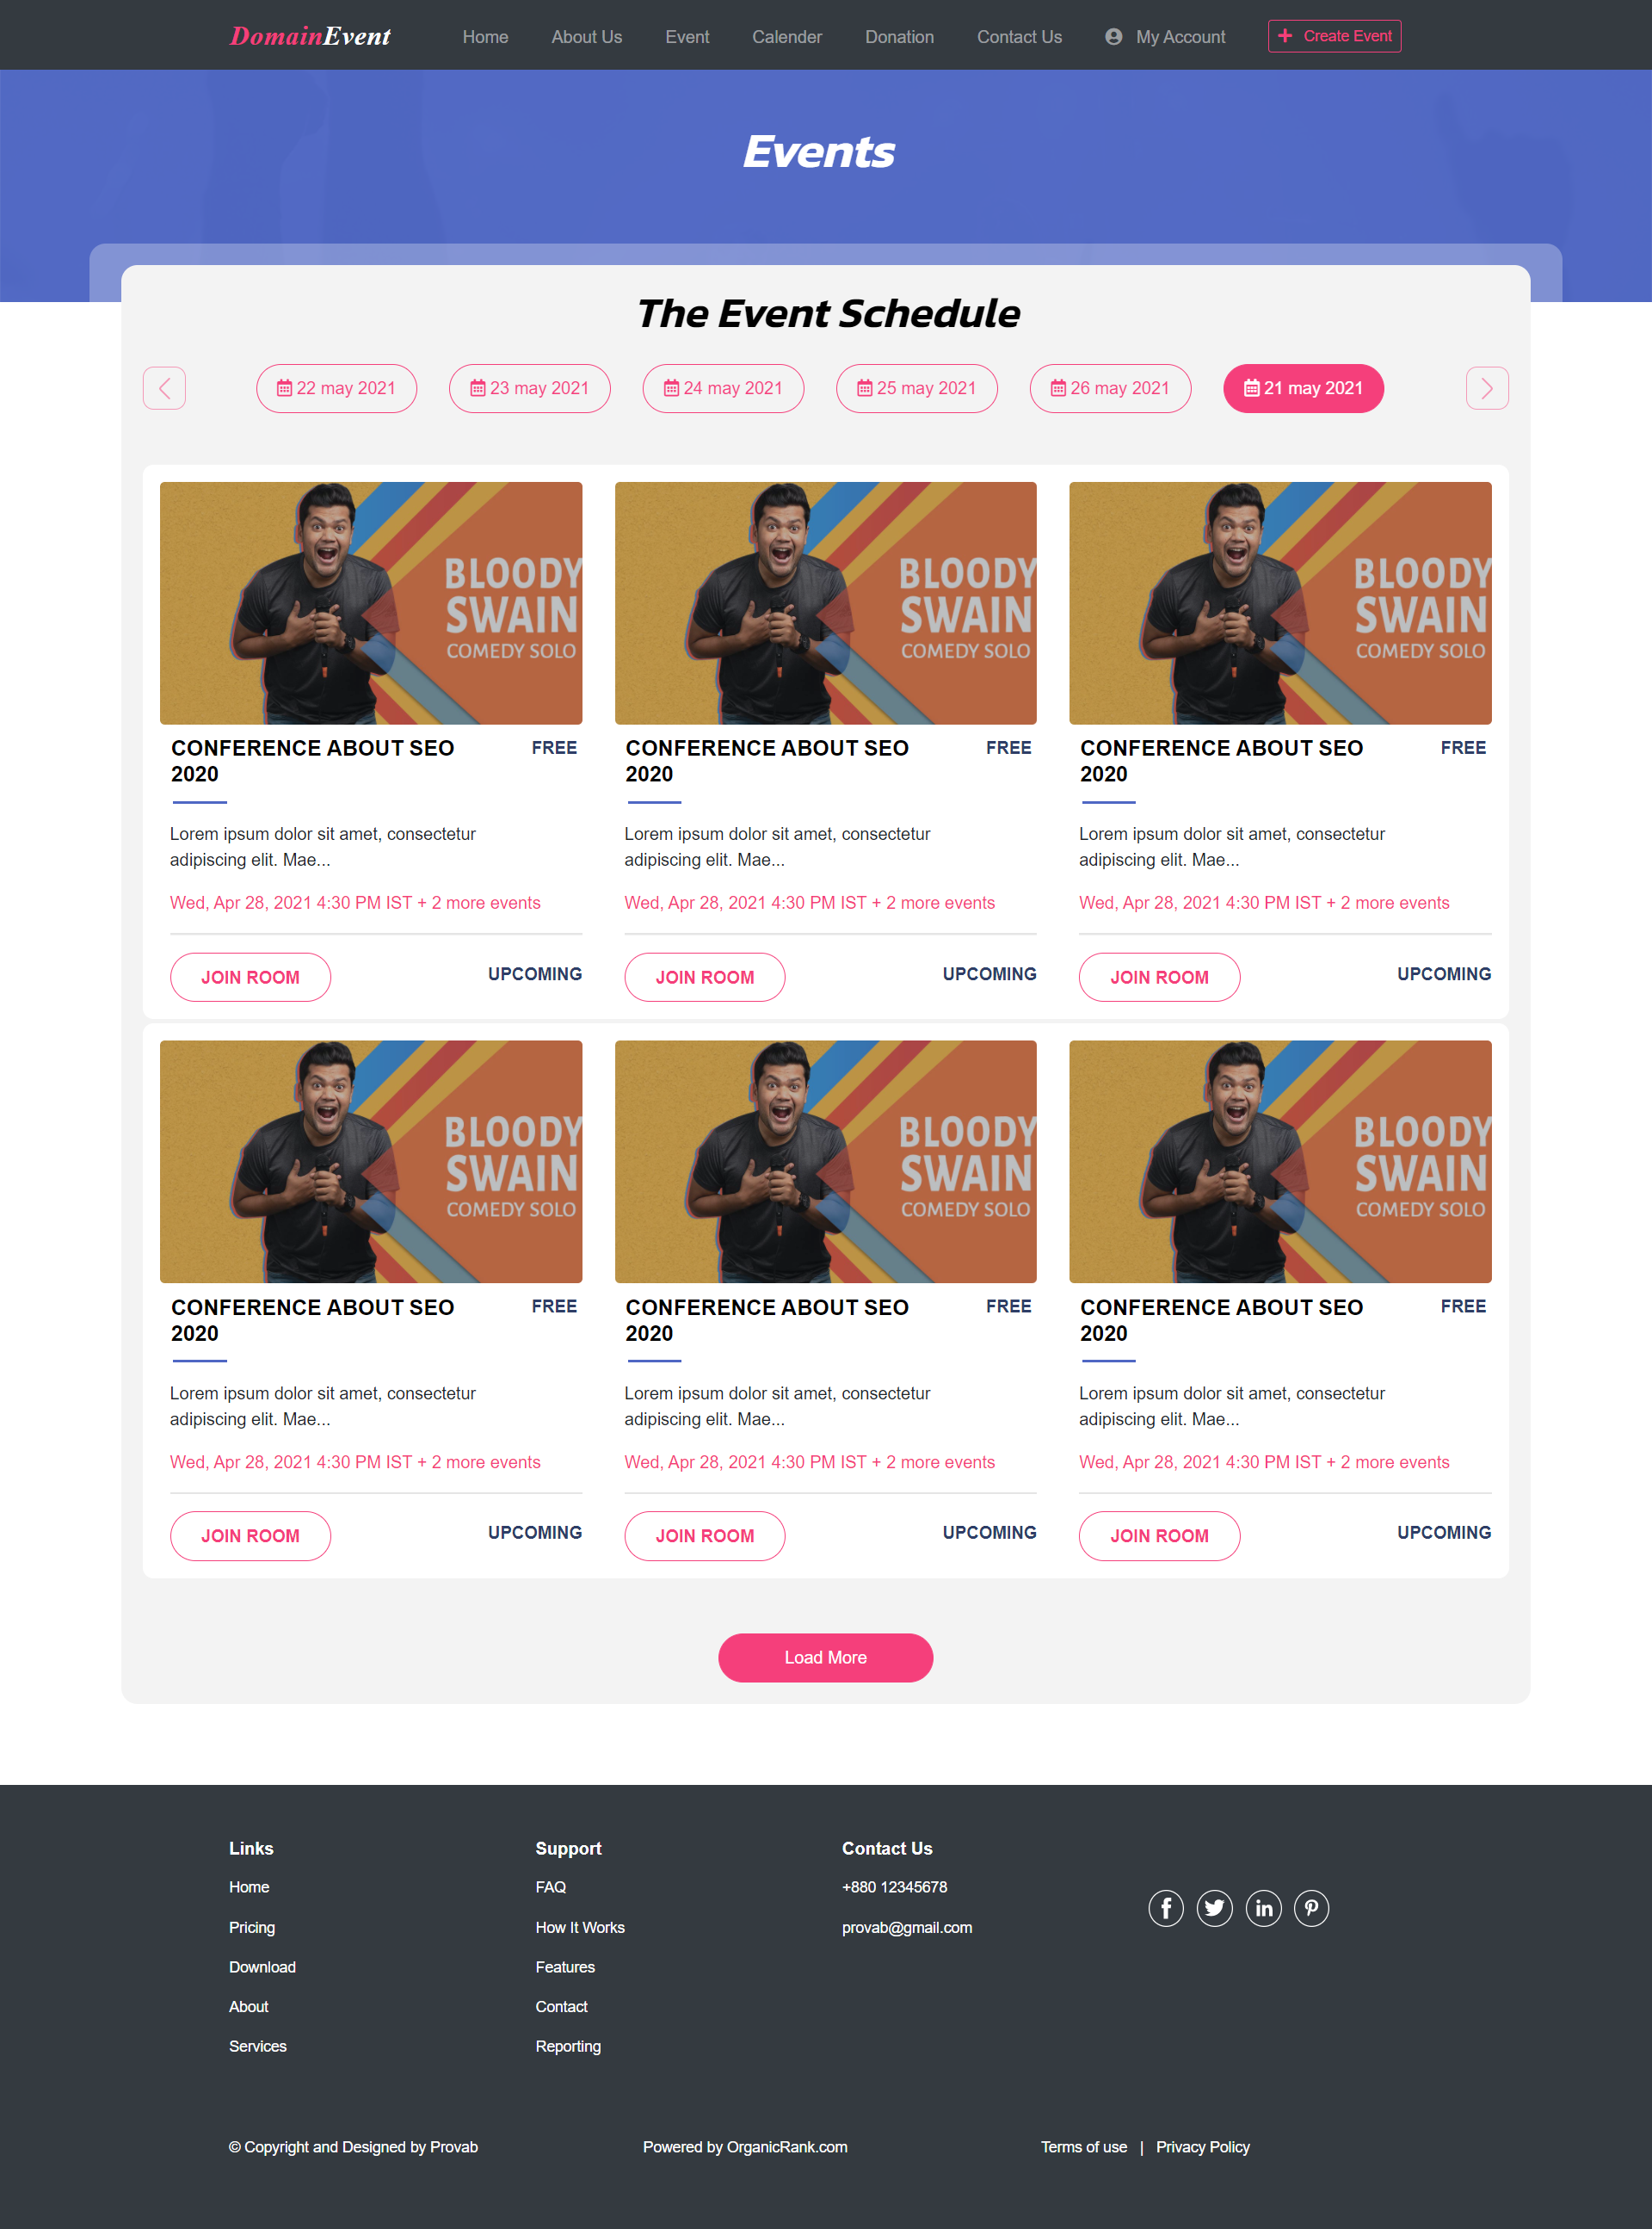 DomainEvent Home About Us Event Calender Donation Contact Us My Account + Create Event
Events
The Event Schedule
22 may 2021 23 may 2021 24 may 2021 25 may 2021 26 may 2021 21 may 2021
BLOODY
SWAIN
COMEDY SOLO
BLOODY
SWAIN
COMEDY SOLO
BLOODY
SWAIN
COMEDY SOLO
CONFERENCE ABOUT SEO FREE CONFERENCE ABOUT SEO FREE CONFERENCE ABOUT SEO FREE
2020 2020 2020
Lorem ipsum dolor sit amet, consectetur Lorem ipsum dolor sit amet, consectetur Lorem ipsum dolor sit amet, consectetur
adipiscing elit. Mae... adipiscing elit. Mae... adipiscing elit. Mae...
Wed, Apr 28, 2021 4:30 PM IST + 2 more events Wed, Apr 28, 2021 4:30 PM IST + 2 more events Wed, Apr 28, 2021 4:30 PM IST + 2 more events
JOIN ROOM UPCOMING JOIN ROOM UPCOMING JOIN ROOM UPCOMING
BLOODY
SWAIN
COMEDY SOLO
BLOODY
SWAIN
COMEDY SOLO
BLOODY
SWAIN
COMEDY SOLO
CONFERENCE ABOUT SEO FREE CONFERENCE ABOUT SEO FREE CONFERENCE ABOUT SEO FREE
2020 2020 2020
Lorem ipsum dolor sit amet, consectetur Lorem ipsum dolor sit amet, consectetur Lorem ipsum dolor sit amet, consectetur
adipiscing elit. Mae... adipiscing elit. Mae... adipiscing elit. Mae...
Wed, Apr 28, 2021 4:30 PM IST + 2 more events Wed, Apr 28, 2021 4:30 PM IST + 2 more events Wed, Apr 28, 2021 4:30 PM IST + 2 more events
JOIN ROOM UPCOMING JOIN ROOM UPCOMING JOIN ROOM UPCOMING
Load More
Links Support Contact Us
Home FAQ +880 12345678
Pricing How It Works provab@gmail.com
Download Features
About Contact
Services Reporting
© Copyright and Designed by Provab Powered by OrganicRank.com Terms of use | Privacy Policy